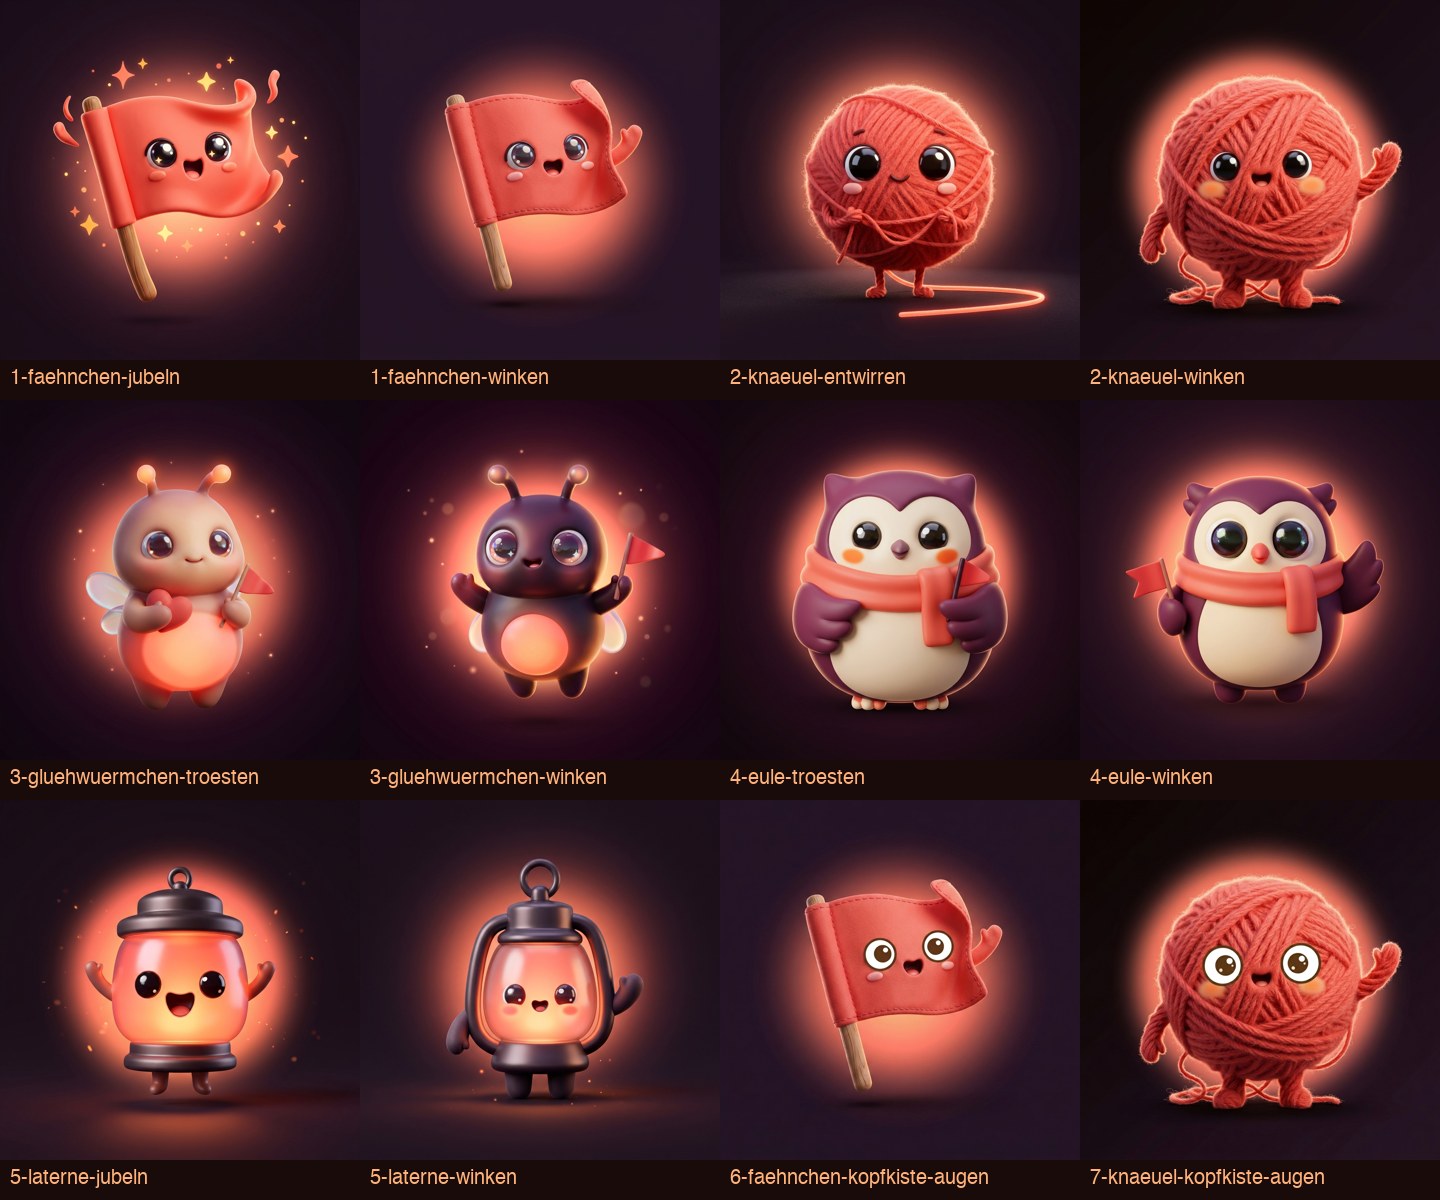 1-faehnchen-jubeln
1-faehnchen-winken
2-knaeuel-entwirren
2-knaeuel-winken
3-gluehwuermchen-troesten
3-gluehwuermchen-winken
4-eule-troesten
4-eule-winken
5-laterne-jubeln
5-laterne-winken
6-faehnchen-kopfkiste-augen
7-knaeuel-kopfkiste-augen